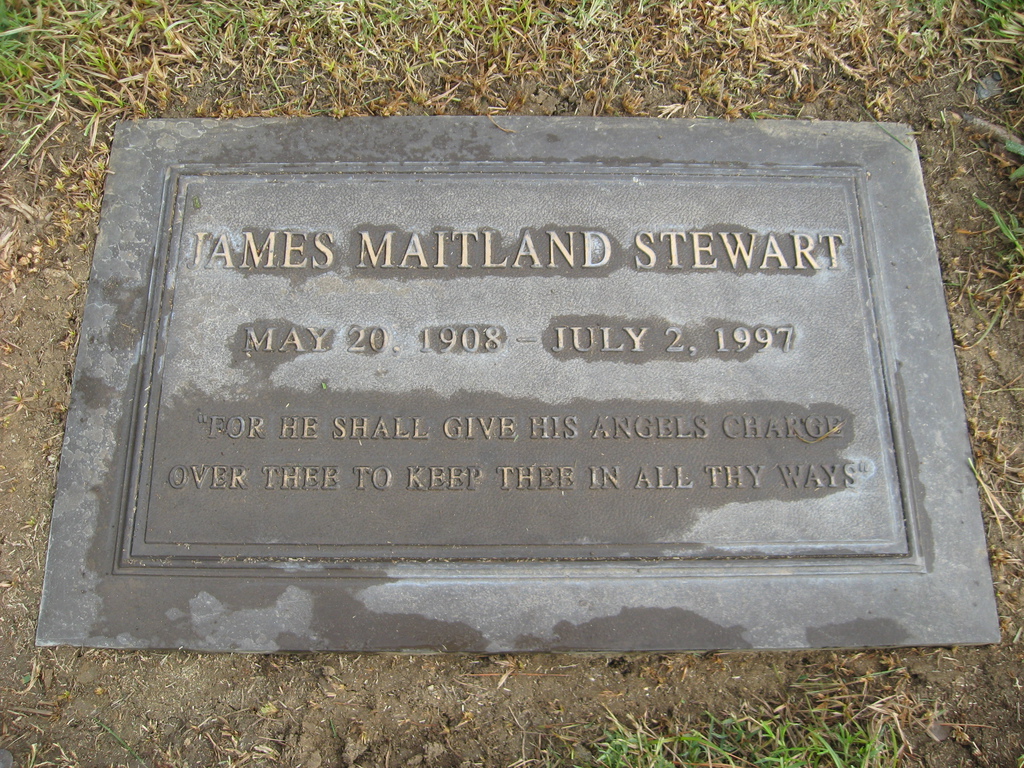 JAMES MAITLAND STEWART
MAY 20, 1908 – JULY 2, 1997
"FOR HE SHALL GIVE HIS ANGELS CHARGE
OVER THEE TO KEEP THEE IN ALL THY WAYS"